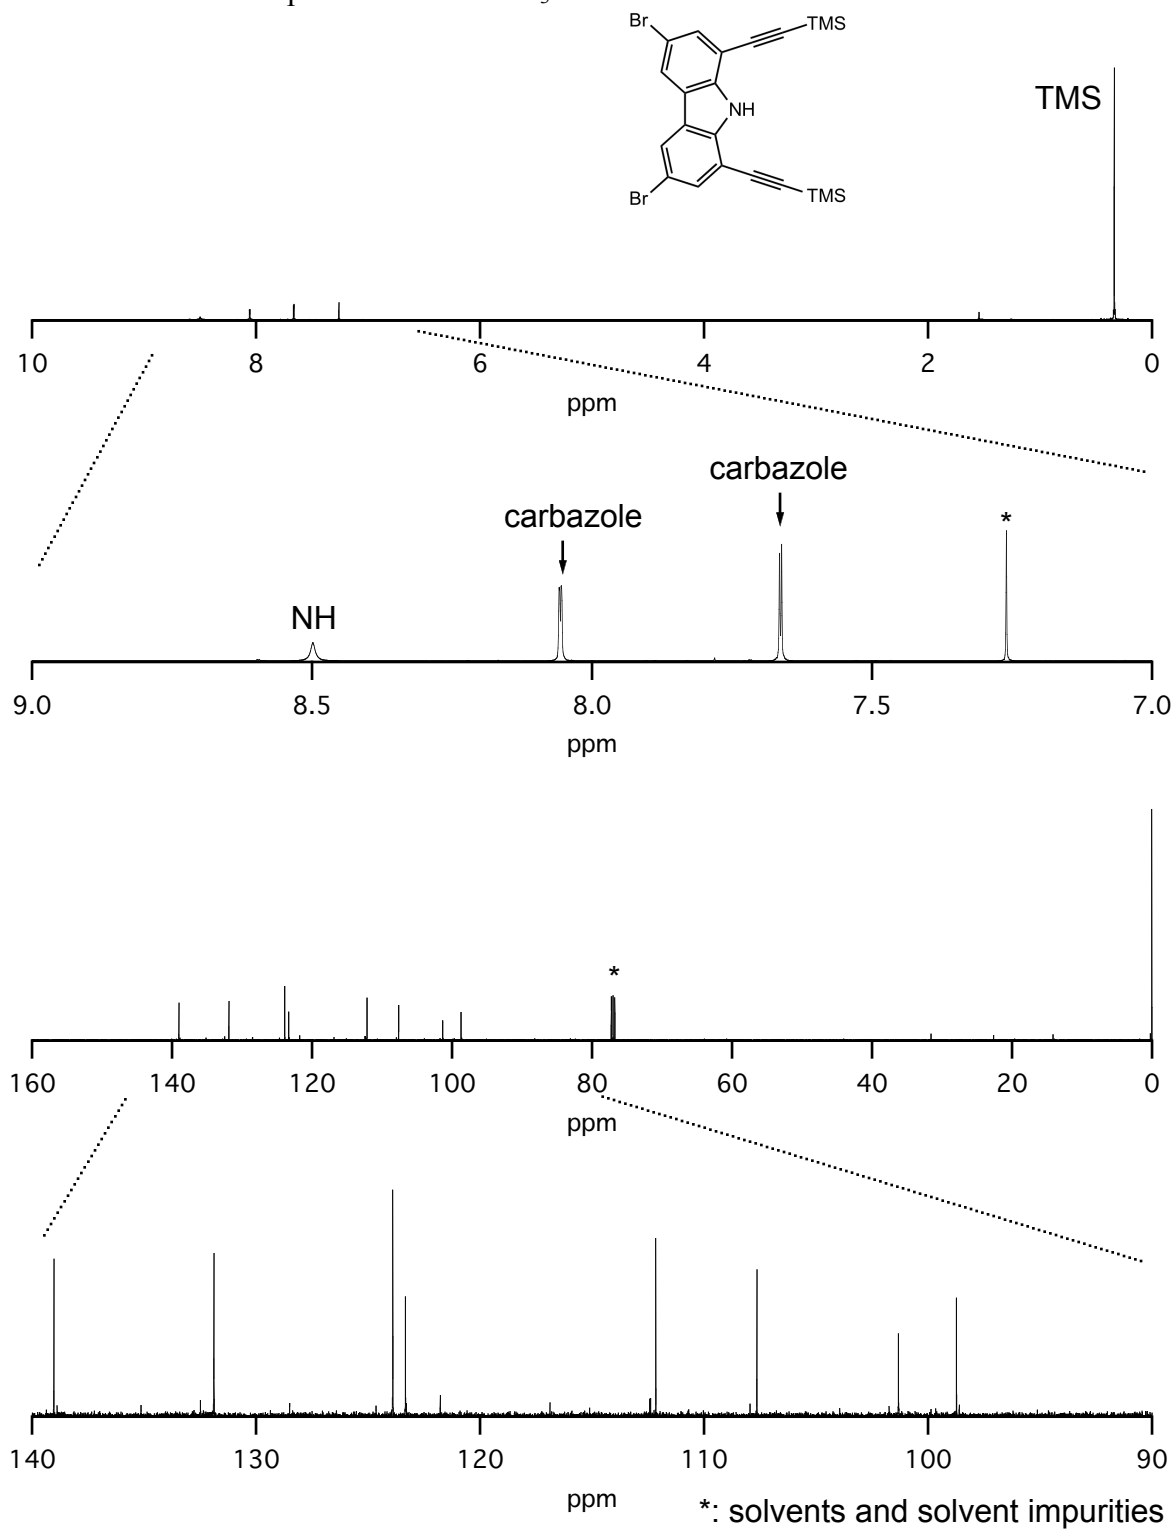 Br
TMS
NH
Br
TMS
TMS
10 8 6 4 2 0
ppm
carbazole
carbazole
*
NH
9.0 8.5 8.0 7.5 7.0
ppm
*
160 140 120 100 80 60 40 20 0
ppm
140 130 120 110 100 90
ppm
*: solvents and solvent impurities